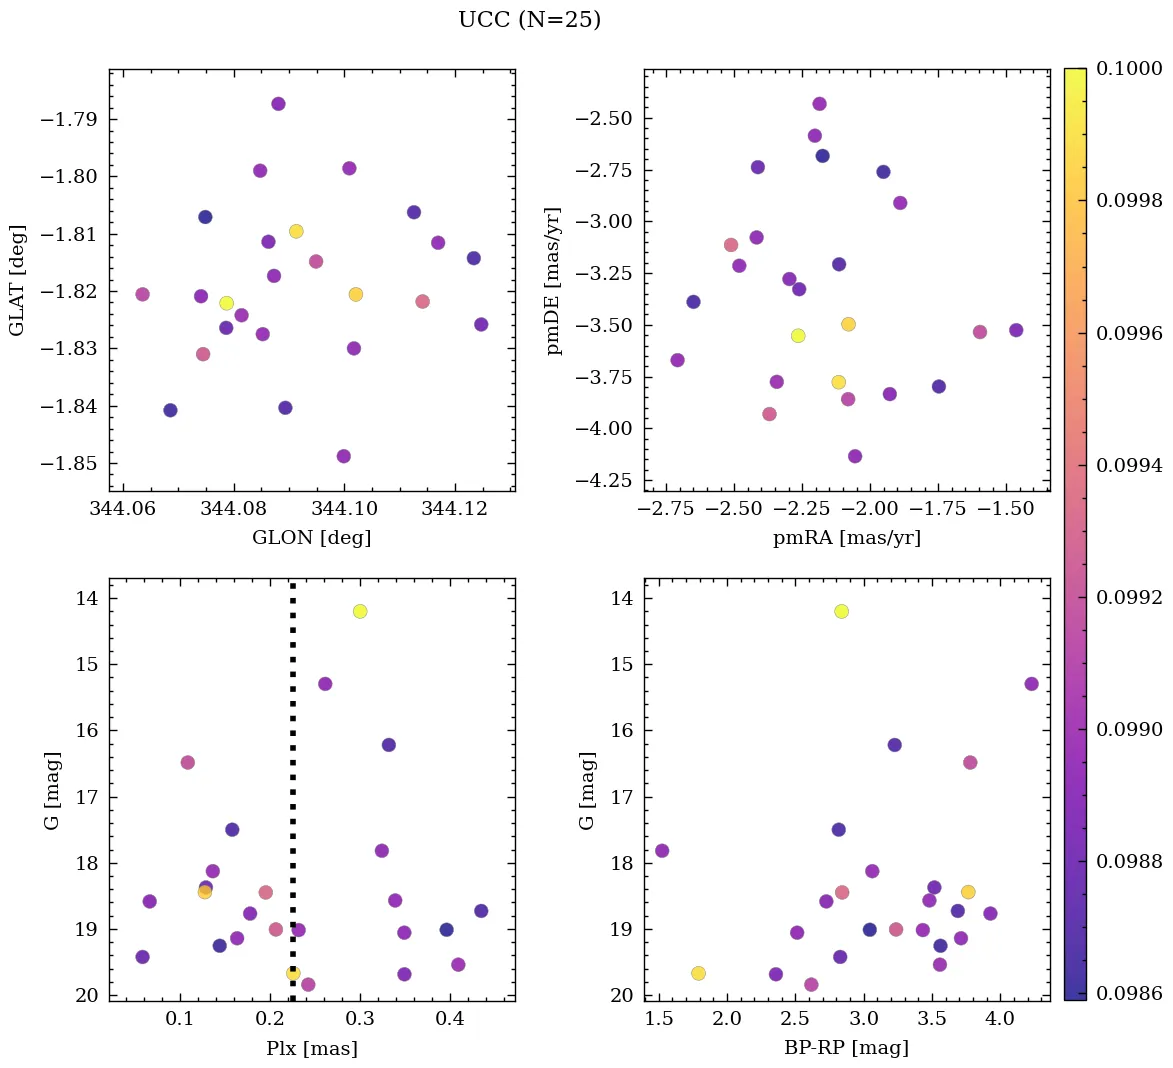 UCC (N=25)
−1.79
−1.80
−1.81
−1.82
−1.83
−1.84
−1.85
GLAT [deg]
344.06 344.08 344.10 344.12
GLON [deg]
−2.50
−2.75
−3.00
−3.25
−3.50
−3.75
−4.00
−4.25
pmDE [mas/yr]
−2.75 −2.50 −2.25 −2.00 −1.75 −1.50
pmRA [mas/yr]
14
15
16
17
18
19
20
G [mag]
0.1 0.2 0.3 0.4
Plx [mas]
14
15
16
17
18
19
20
G [mag]
1.5 2.0 2.5 3.0 3.5 4.0
BP-RP [mag]
0.1000
0.0998
0.0996
0.0994
0.0992
0.0990
0.0988
0.0986